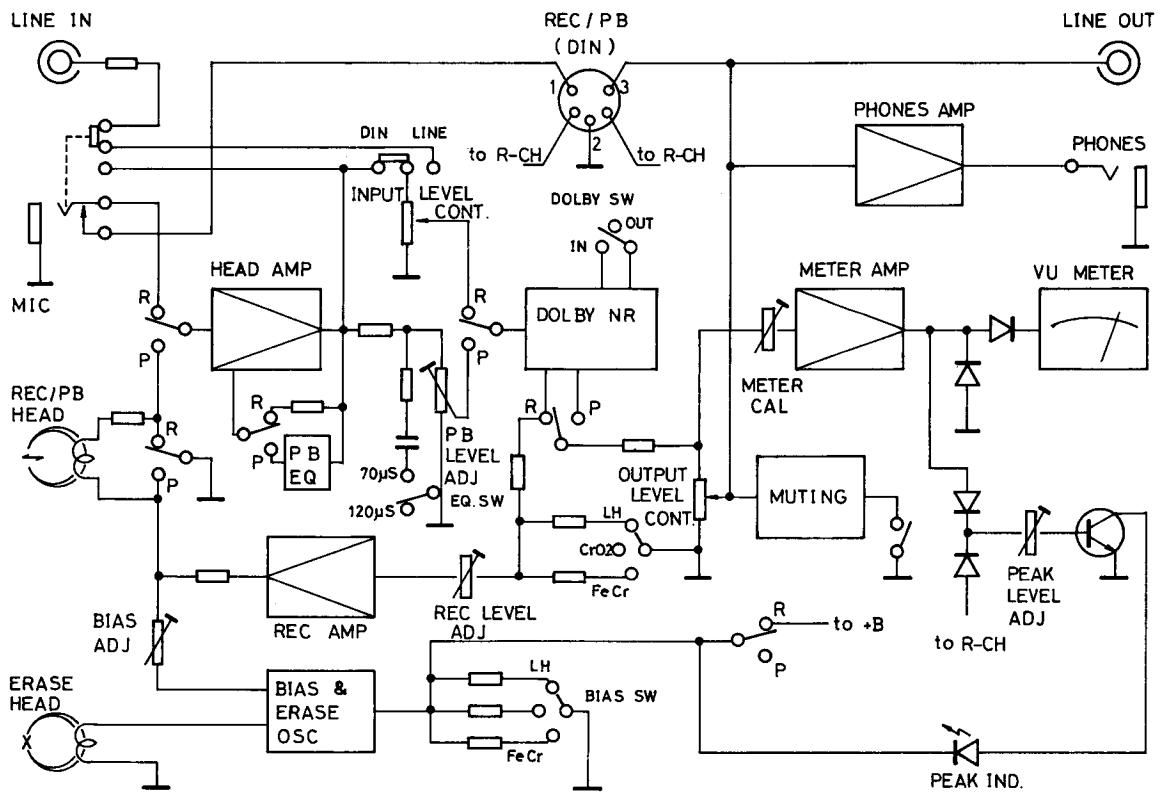 LINE IN
REC / PB
(DIN)
LINE OUT
1
3
2
to R-CH
to R-CH
DIN
LINE
PHONES AMP
PHONES
INPUT LEVEL
CONT.
DOLBY SW
OUT
IN
MIC
HEAD AMP
METER AMP
VU METER
R
P
R
P
DOLBY NR
METER
CAL
REC/PB
HEAD
R
P
R
P
PB
EQ
PB
LEVEL
ADJ
R
P
70µS
120µS
EQ.SW
OUTPUT
LEVEL
CONT.
MUTING
LH
CrO2
FeCr
PEAK
LEVEL
ADJ
to R-CH
BIAS
ADJ
REC AMP
REC LEVEL
ADJ
R
P
to +B
ERASE
HEAD
X
BIAS &
ERASE
OSC
LH
FeCr
BIAS SW
PEAK IND.